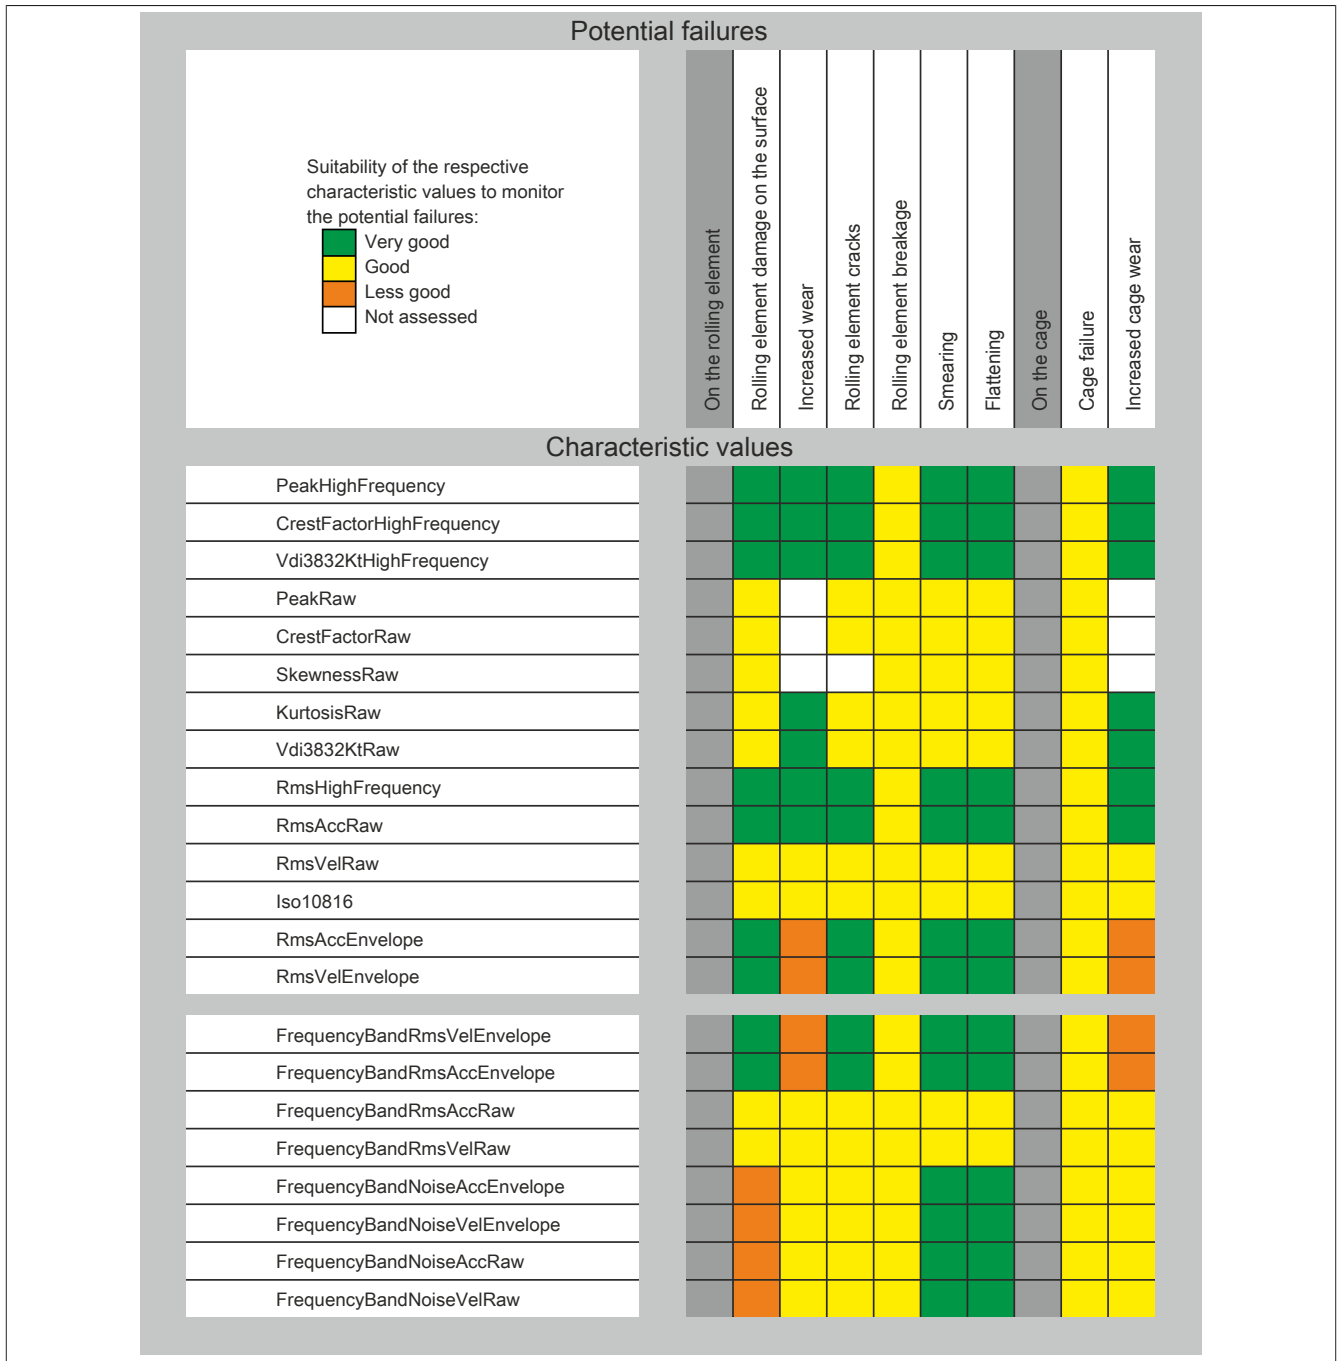 Potential failures
Suitability of the respective
characteristic values to monitor
the potential failures:
Very good
Good
Less good
Not assessed
On the rolling element
Rolling element damage on the surface
Increased wear
Rolling element cracks
Rolling element breakage
Smearing
Flattening
On the cage
Cage failure
Increased cage wear
Characteristic values
PeakHighFrequency
CrestFactorHighFrequency
Vdi3832KtHighFrequency
PeakRaw
CrestFactorRaw
SkewnessRaw
KurtosisRaw
Vdi3832KtRaw
RmsHighFrequency
RmsAccRaw
RmsVelRaw
Iso10816
RmsAccEnvelope
RmsVelEnvelope
FrequencyBandRmsVelEnvelope
FrequencyBandRmsAccEnvelope
FrequencyBandRmsAccRaw
FrequencyBandRmsVelRaw
FrequencyBandNoiseAccEnvelope
FrequencyBandNoiseVelEnvelope
FrequencyBandNoiseAccRaw
FrequencyBandNoiseVelRaw